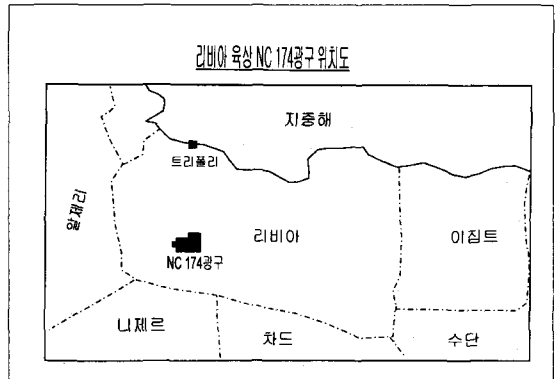 리비아 육상 NC 174광구 위치도
지중해
트리폴리
알제리
리비아
이집트
NC 174광구
니제르
차드
수단